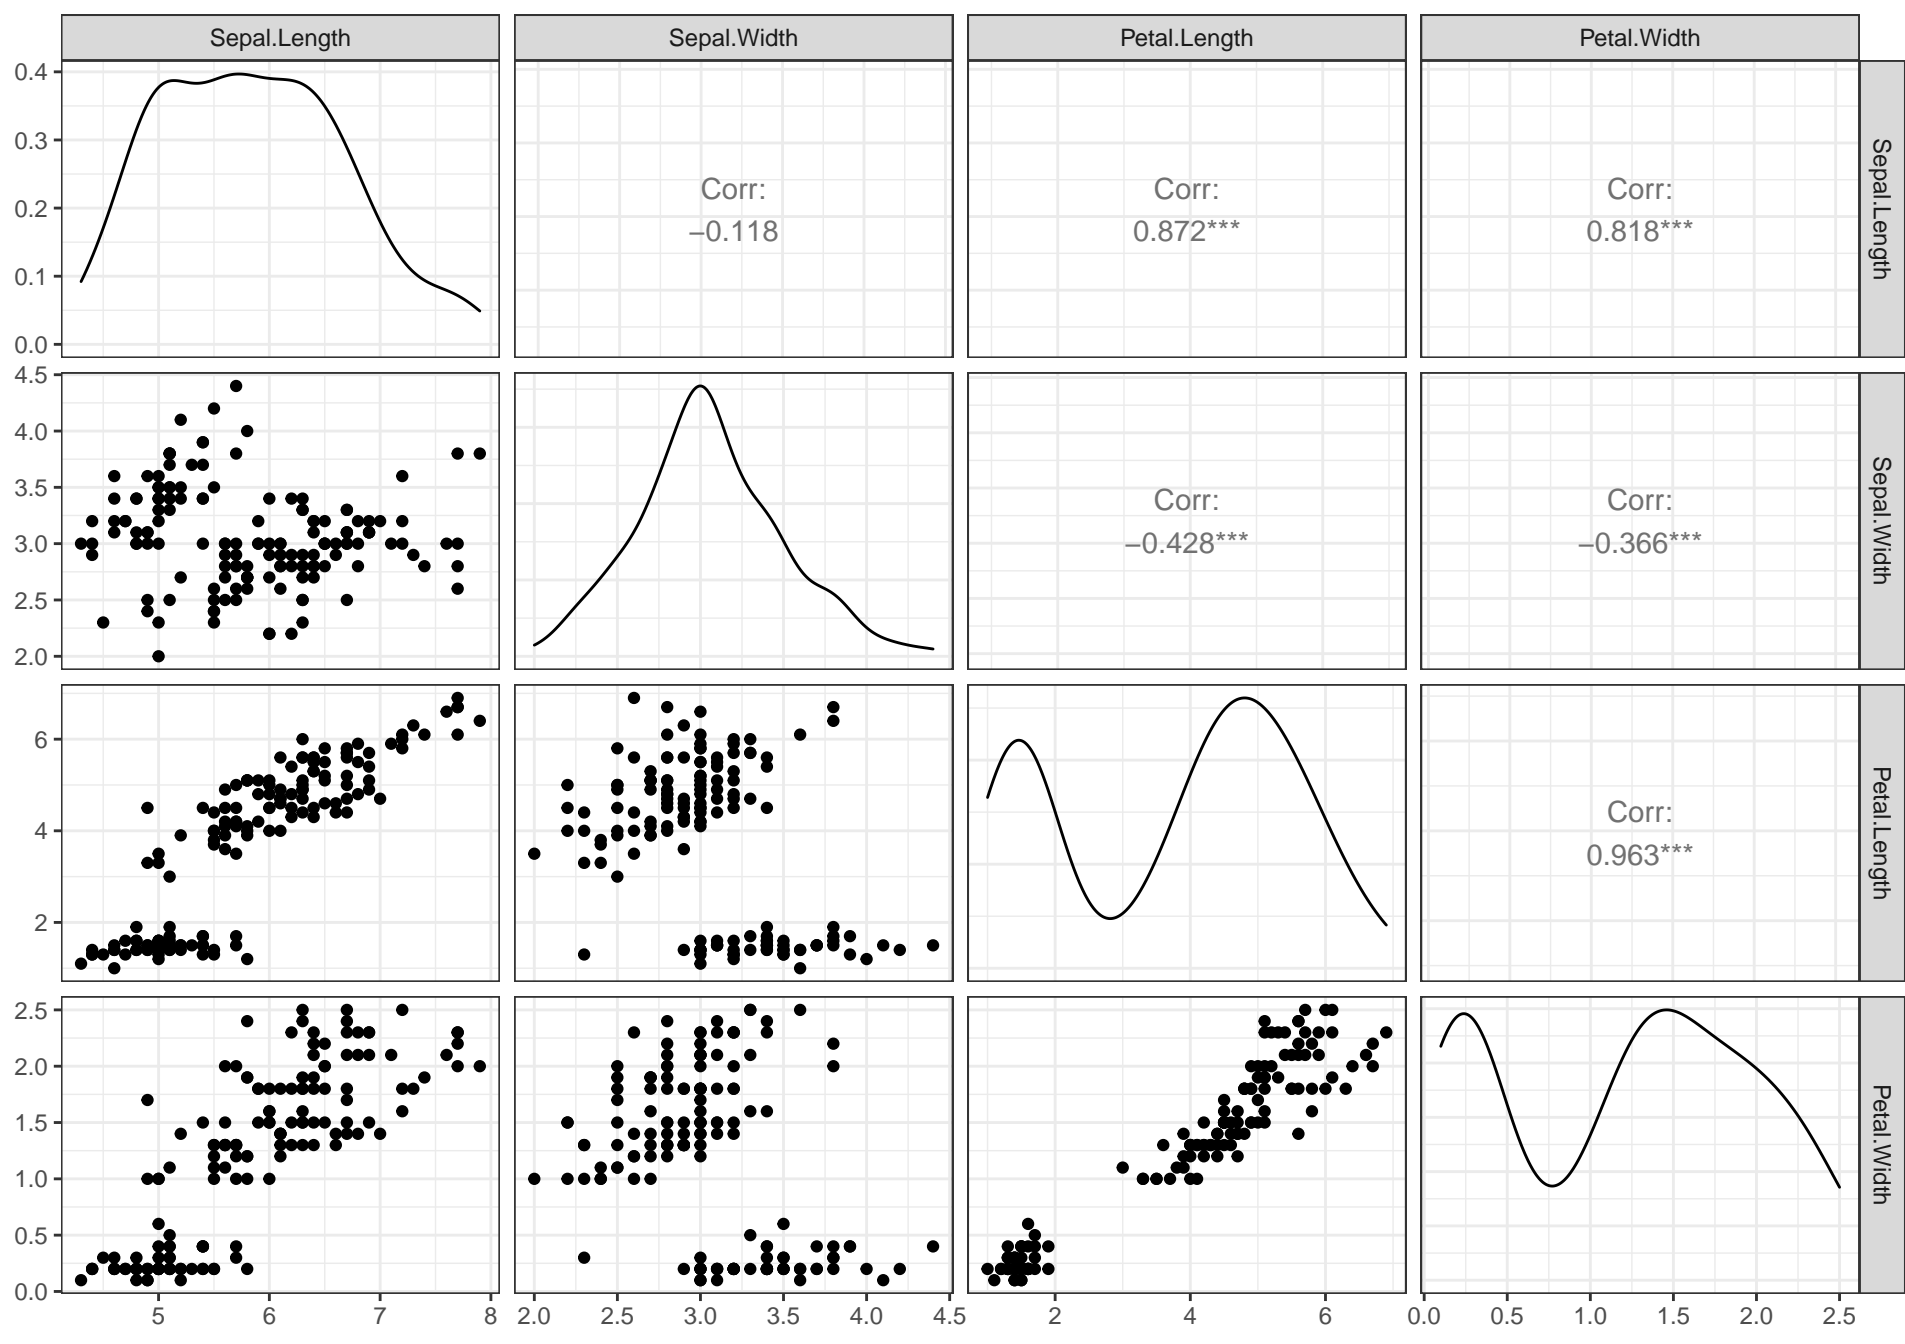 Sepal.Length
Sepal.Width
Petal.Length
Petal.Width
0.4
0.3
0.2
0.1
0.0
Corr:
−0.118
Corr:
0.872***
Corr:
0.818***
Sepal.Length
4.5
4.0
3.5
3.0
2.5
2.0
Corr:
−0.428***
Corr:
−0.366***
Sepal.Width
6
4
2
Corr:
0.963***
Petal.Length
2.5
2.0
1.5
1.0
0.5
0.0
Petal.Width
5 6 7 8
2.0 2.5 3.0 3.5 4.0 4.5
2 4 6
0.0 0.5 1.0 1.5 2.0 2.5